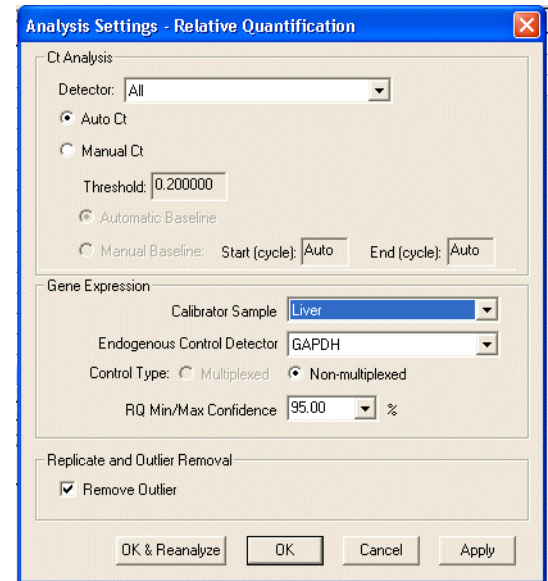 Analysis Settings - Relative Quantification
Ct Analysis
Detector: All
Auto Ct
Manual Ct
Threshold: 0.200000
Automatic Baseline
Manual Baseline: Start (cycle): Auto End (cycle): Auto
Gene Expression
Calibrator Sample Liver
Endogenous Control Detector GAPDH
Control Type: Multiplexed Non-multiplexed
RQ Min/Max Confidence 95.00 %
Replicate and Outlier Removal
Remove Outlier
OK & Reanalyze OK Cancel Apply